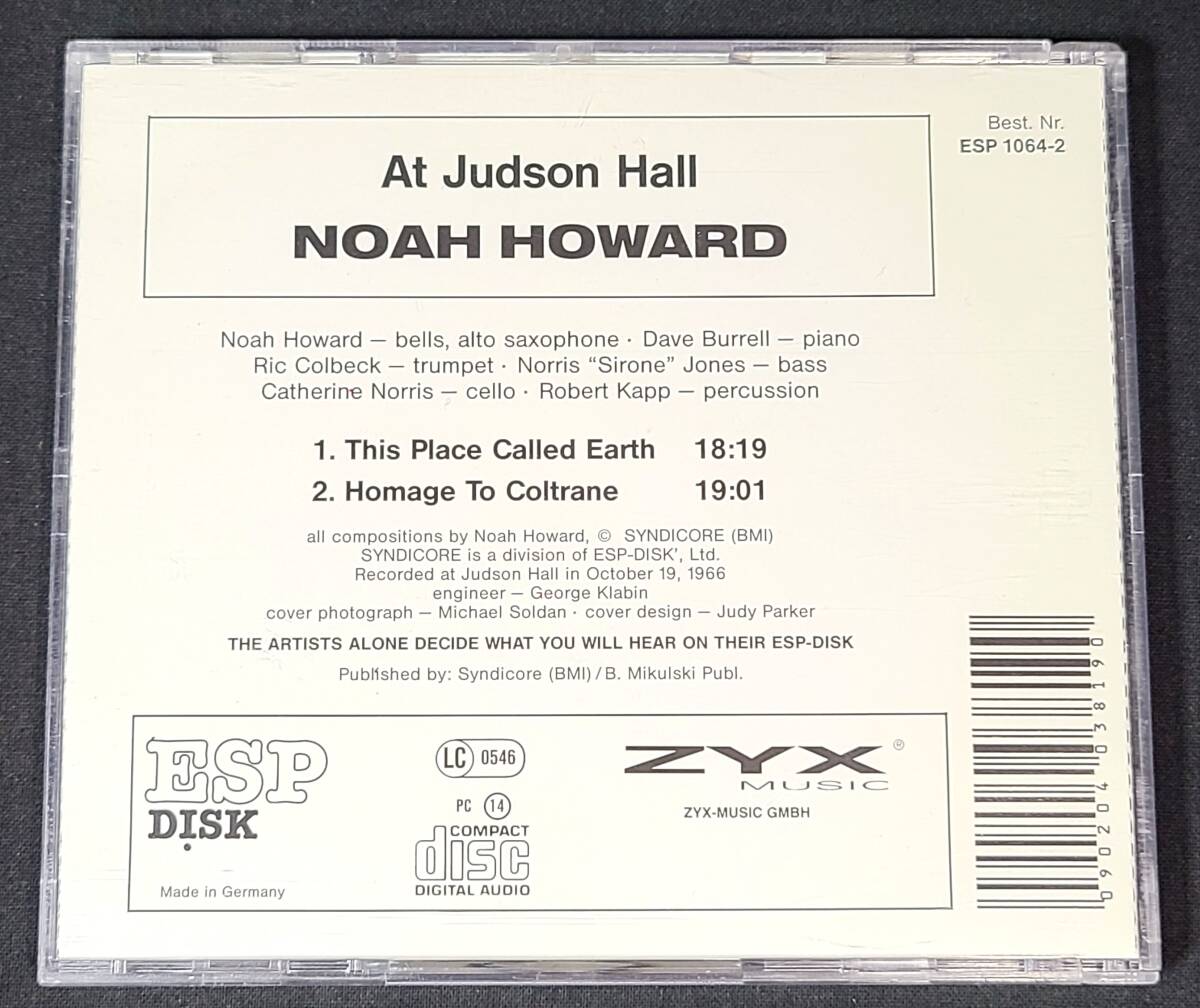 Best. Nr.
ESP 1064-2
At Judson Hall
NOAH HOWARD
Noah Howard – bells, alto saxophone · Dave Burrell – piano
Ric Colbeck – trumpet · Norris “Sirone” Jones – bass
Catherine Norris – cello · Robert Kapp – percussion
1. This Place Called Earth 18:19
2. Homage To Coltrane 19:01
all compositions by Noah Howard, © SYNDICORE (BMI)
SYNDICORE is a division of ESP-DISK’, Ltd.
Recorded at Judson Hall in October 19, 1966
engineer – George Klabin
cover photograph – Michael Soldan · cover design – Judy Parker
THE ARTISTS ALONE DECIDE WHAT YOU WILL HEAR ON THEIR ESP-DISK
Published by: Syndicore (BMI) / B. Mikulski Publ.
ESP
DISK
Made in Germany
LC 0546
PC 14
COMPACT
disc
DIGITAL AUDIO
ZYX®
MUSIC
ZYX-MUSIC GMBH
090204038190